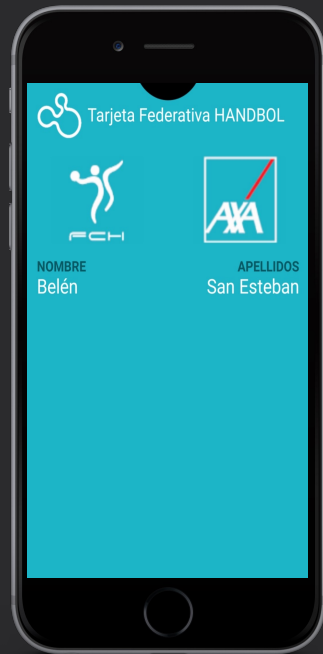 Tarjeta Federativa HANDBOL
FCH
AXA
NOMBRE
APELLIDOS
Belén
San Esteban